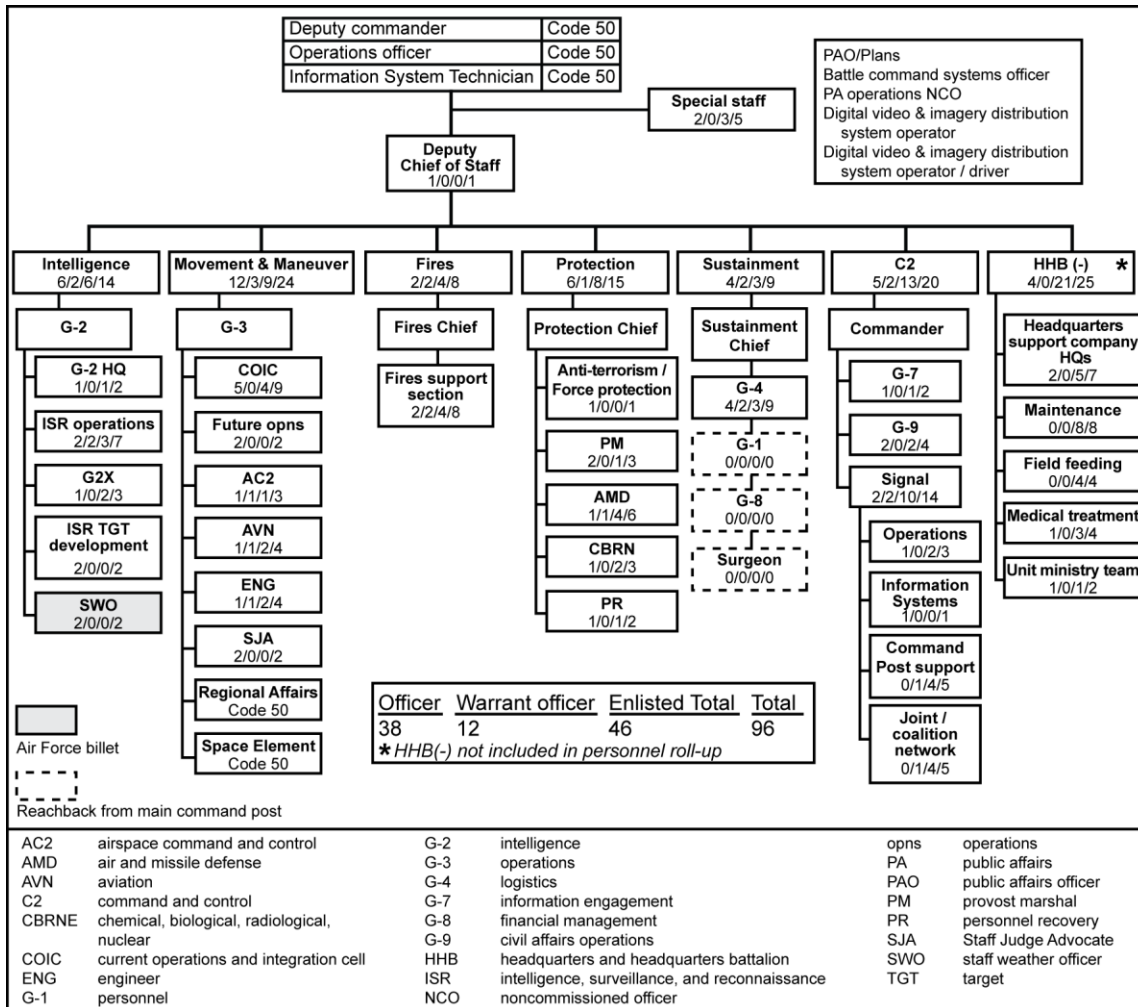 Deputy commander Code 50
Operations officer Code 50
Information System Technician Code 50
PAO/Plans
Battle command systems officer
PA operations NCO
Digital video & imagery distribution
system operator
Digital video & imagery distribution
system operator / driver
Special staff
2/0/3/5
Deputy
Chief of Staff
1/0/0/1
Intelligence
6/2/6/14
Movement & Maneuver
12/3/9/24
Fires
2/2/4/8
Protection
6/1/8/15
Sustainment
4/2/3/9
C2
5/2/13/20
HHB (-) *
4/0/21/25
G-2
G-2 HQ
1/0/1/2
ISR operations
2/2/3/7
G2X
1/0/2/3
ISR TGT
development
2/0/0/2
SWO
2/0/0/2
G-3
COIC
5/0/4/9
Future opns
2/0/0/2
AC2
1/1/1/3
AVN
1/1/2/4
ENG
1/1/2/4
SJA
2/0/0/2
Regional Affairs
Code 50
Space Element
Code 50
Fires Chief
Fires support
section
2/2/4/8
Protection Chief
Anti-terrorism /
Force protection
1/0/0/1
PM
2/0/1/3
AMD
1/1/4/6
CBRN
1/0/2/3
PR
1/0/1/2
Sustainment
Chief
G-4
4/2/3/9
G-1
0/0/0/0
G-8
0/0/0/0
Surgeon
0/0/0/0
Commander
G-7
1/0/1/2
G-9
2/0/2/4
Signal
2/2/10/14
Operations
1/0/2/3
Information
Systems
1/0/0/1
Command
Post support
0/1/4/5
Joint /
coalition
network
0/1/4/5
Headquarters
support company
HQs
2/0/5/7
Maintenance
0/0/8/8
Field feeding
0/0/4/4
Medical treatment
1/0/3/4
Unit ministry team
1/0/1/2
Air Force billet
Reachback from main command post
Officer Warrant officer Enlisted Total Total
38 12 46 96
* HHB(-) not included in personnel roll-up
AC2 airspace command and control
AMD air and missile defense
AVN aviation
C2 command and control
CBRNE chemical, biological, radiological,
nuclear
COIC current operations and integration cell
ENG engineer
G-1 personnel
G-2 intelligence
G-3 operations
G-4 logistics
G-7 information engagement
G-8 financial management
G-9 civil affairs operations
HHB headquarters and headquarters battalion
ISR intelligence, surveillance, and reconnaissance
NCO noncommissioned officer
opns operations
PA public affairs
PAO public affairs officer
PM provost marshal
PR personnel recovery
SJA Staff Judge Advocate
SWO staff weather officer
TGT target